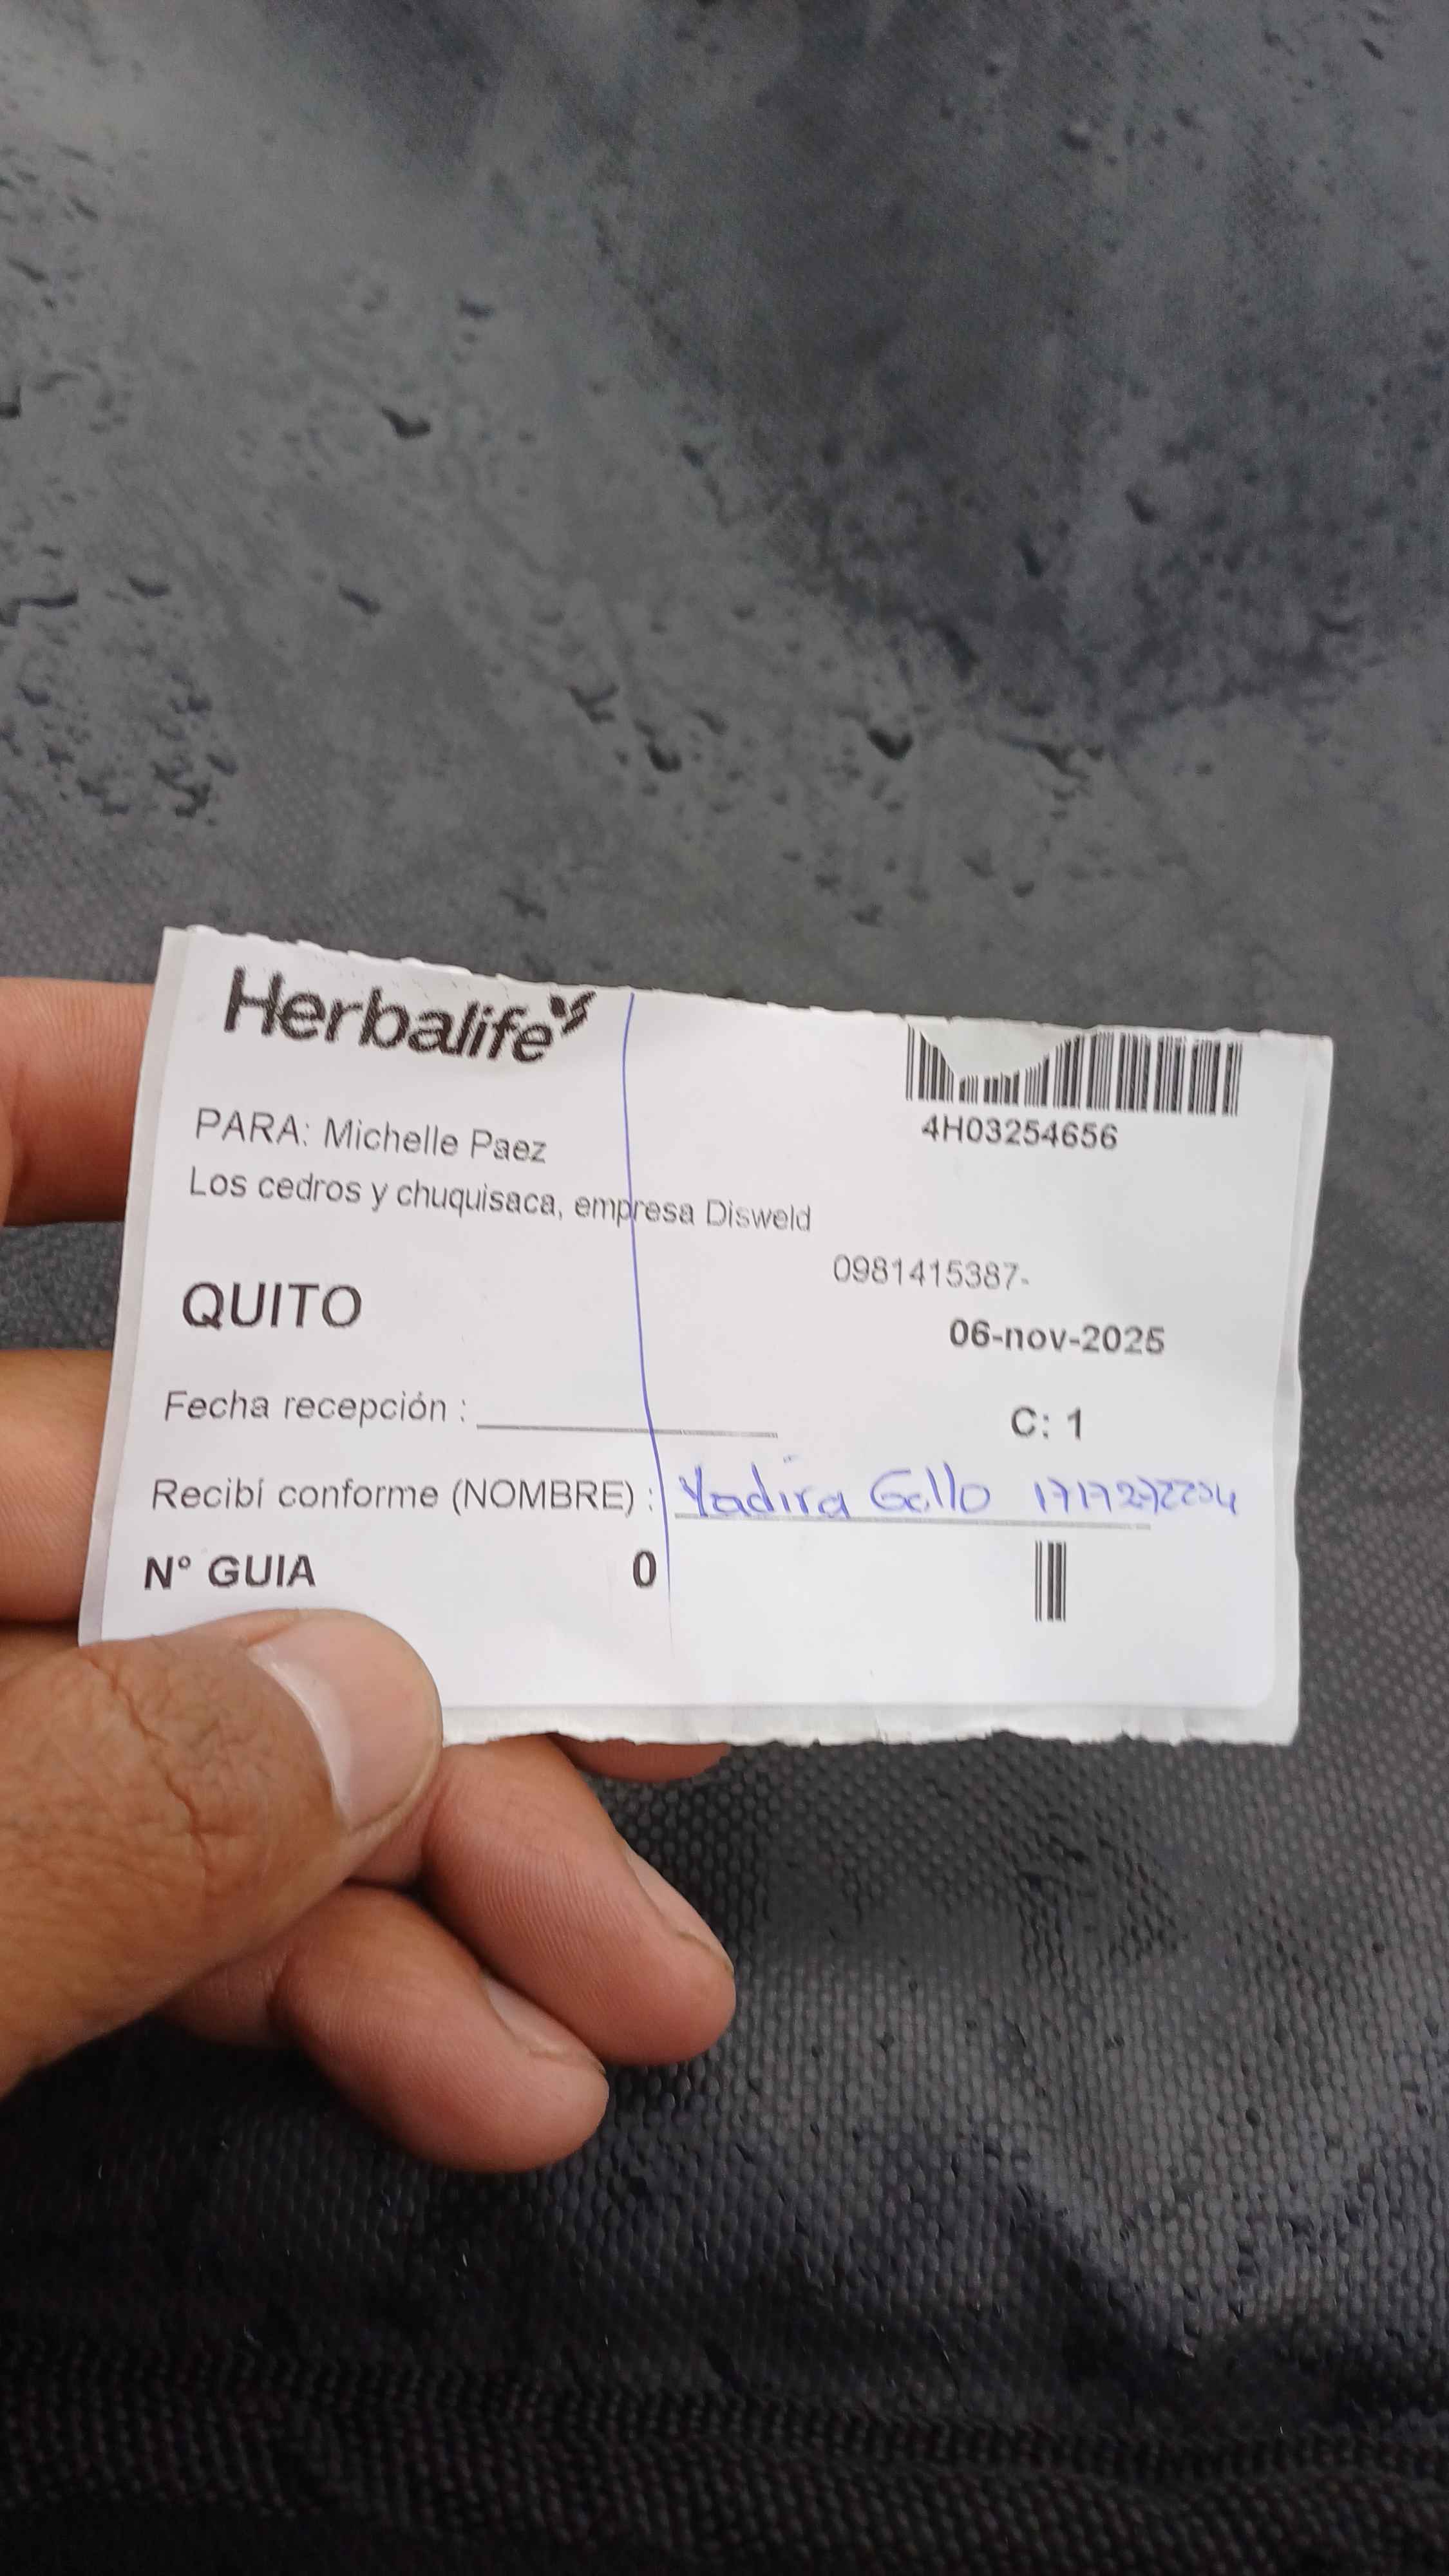 Herbalife
4H03254656
PARA: Michelle Paez
Los cedros y chuquisaca, empresa Disweld
0981415387-
QUITO
06-nov-2025
Fecha recepción :
C: 1
Recibí conforme (NOMBRE) : Yadira Gallo
N° GUIA 0